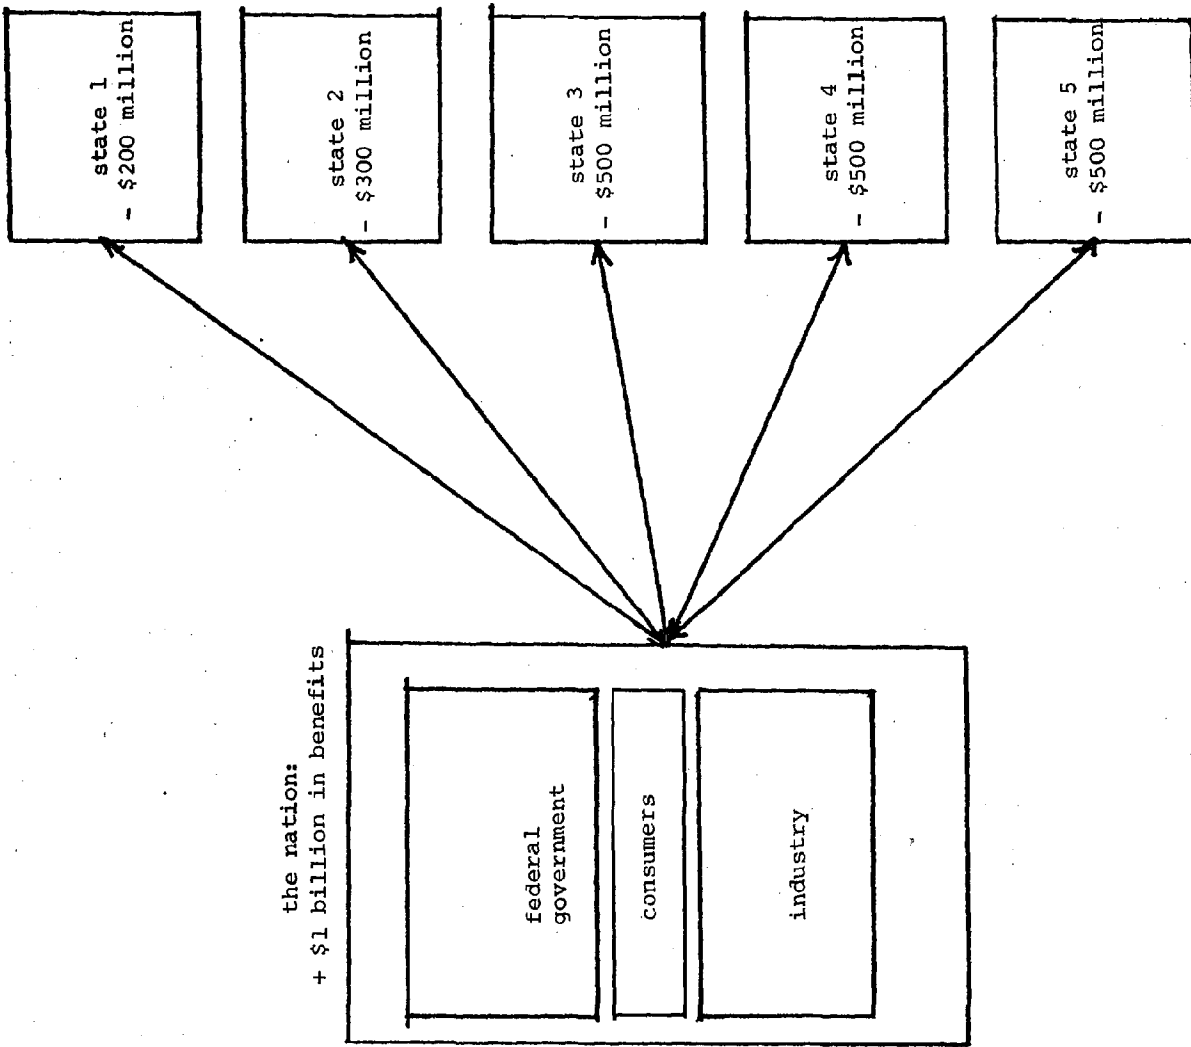 the nation:
+ $1 billion in benefits
federal
government
consumers
industry
state 1
- $200 million
state 2
- $300 million
state 3
- $500 million
state 4
- $500 million
state 5
- $500 million